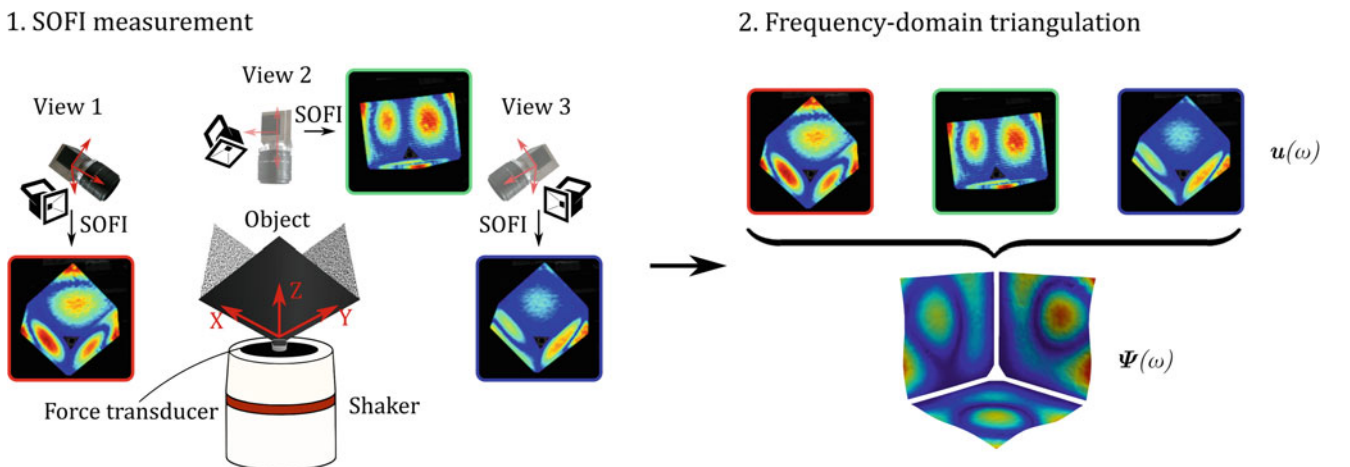 1. SOFI measurement
2. Frequency-domain triangulation
View 1
View 2
View 3
SOFI
SOFI
SOFI
Object
X
Z
Y
Force transducer
Shaker
u(ω)
Ψ(ω)